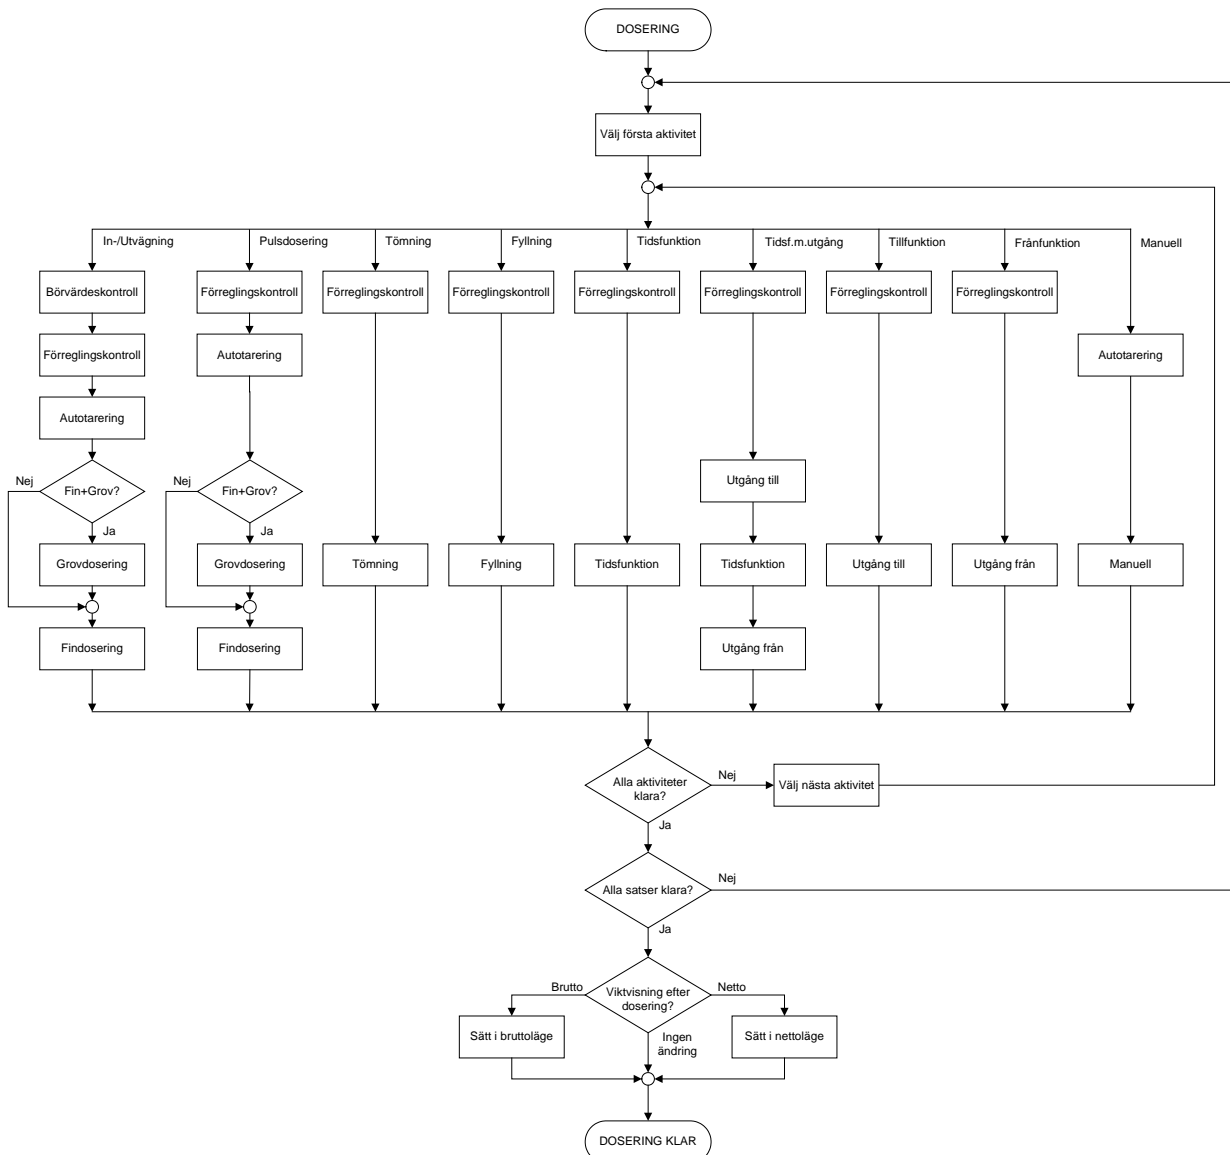 DOSERING
Välj första aktivitet
In-/Utvägning
Pulsdosering
Tömning
Fyllning
Tidsfunktion
Tidsf.m.utgång
Tillfunktion
Frånfunktion
Manuell
Börvärdeskontroll
Förreglingskontroll
Förreglingskontroll
Förreglingskontroll
Förreglingskontroll
Förreglingskontroll
Förreglingskontroll
Förreglingskontroll
Förreglingskontroll
Autotarering
Autotarering
Autotarering
Autotarering
Nej
Fin+Grov?
Nej
Fin+Grov?
Utgång till
Ja
Ja
Grovdosering
Grovdosering
Tömning
Fyllning
Tidsfunktion
Tidsfunktion
Utgång till
Utgång från
Manuell
Findosering
Findosering
Utgång från
Alla aktiviteter
klara?
Nej
Välj nästa aktivitet
Ja
Alla satser klara?
Nej
Ja
Brutto
Viktvisning efter
dosering?
Netto
Sätt i bruttoläge
Ingen
ändring
Sätt i nettoläge
DOSERING KLAR